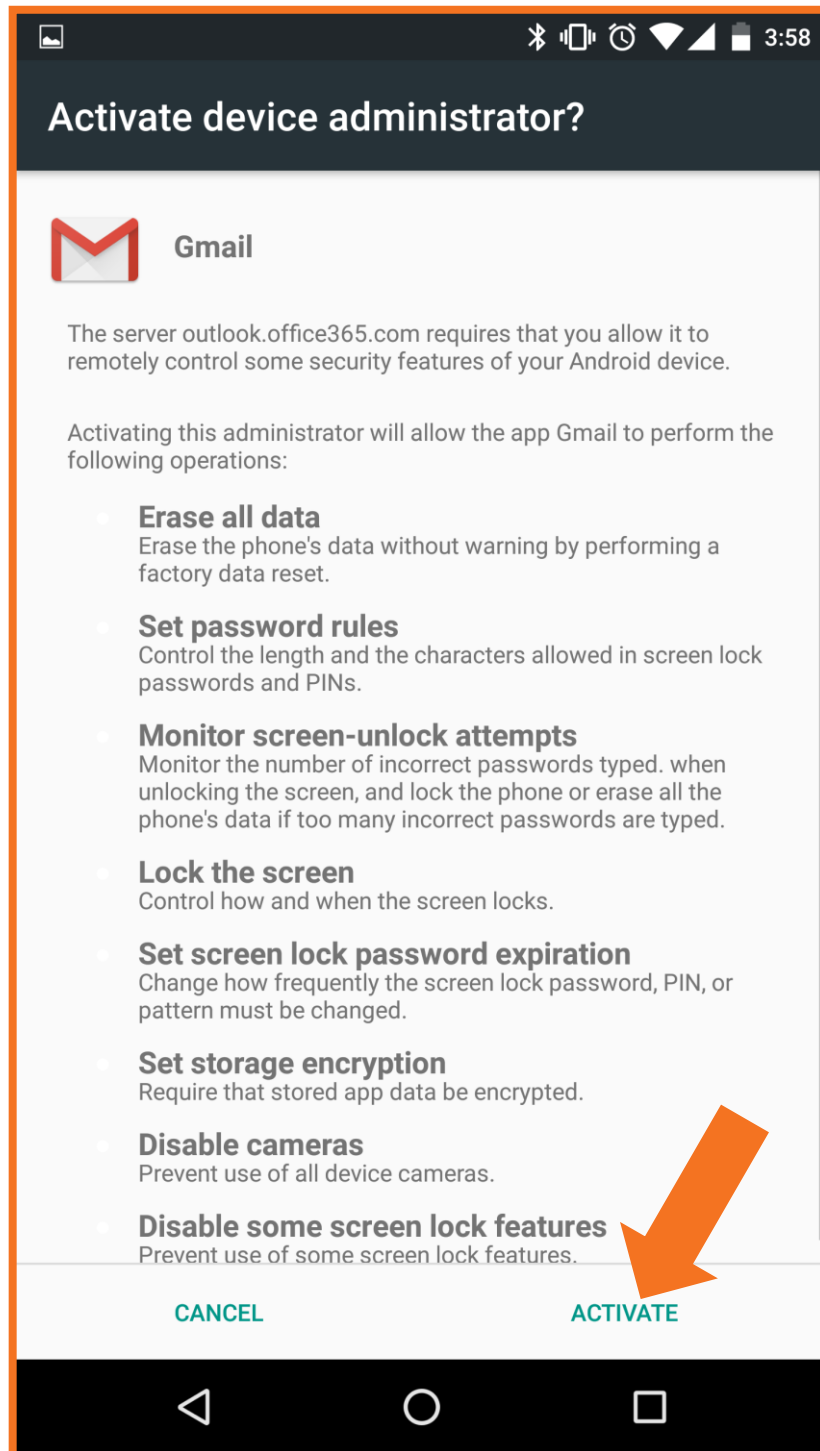 3:58
Activate device administrator?
Gmail
The server outlook.office365.com requires that you allow it to
remotely control some security features of your Android device.
Activating this administrator will allow the app Gmail to perform the
following operations:
Erase all data
Erase the phone's data without warning by performing a
factory data reset.
Set password rules
Control the length and the characters allowed in screen lock
passwords and PINs.
Monitor screen-unlock attempts
Monitor the number of incorrect passwords typed. when
unlocking the screen, and lock the phone or erase all the
phone's data if too many incorrect passwords are typed.
Lock the screen
Control how and when the screen locks.
Set screen lock password expiration
Change how frequently the screen lock password, PIN, or
pattern must be changed.
Set storage encryption
Require that stored app data be encrypted.
Disable cameras
Prevent use of all device cameras.
Disable some screen lock features
Prevent use of some screen lock features.
CANCEL ACTIVATE